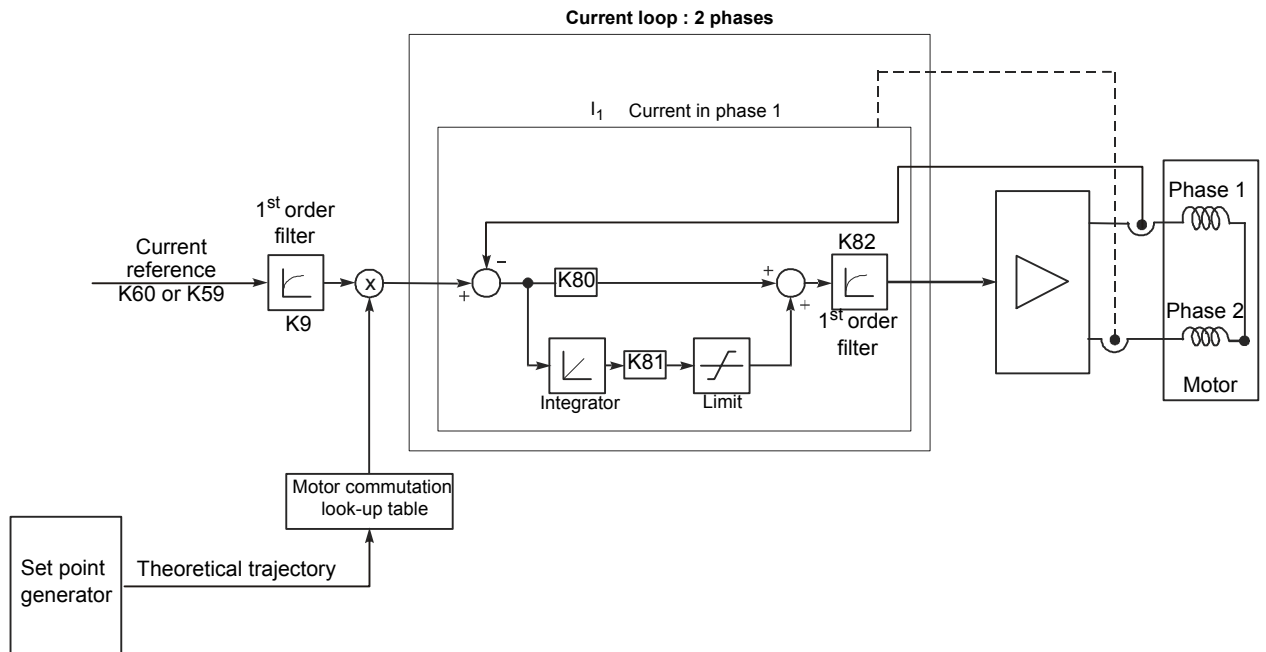 Current loop : 2 phases
I1 Current in phase 1
1st order
filter
Current
reference
K60 or K59
K9
x
+
-
K80
Integrator
K81
Limit
+
+
K82
1st order
filter
Phase 1
Phase 2
Motor
Motor commutation
look-up table
Set point
generator
Theoretical trajectory